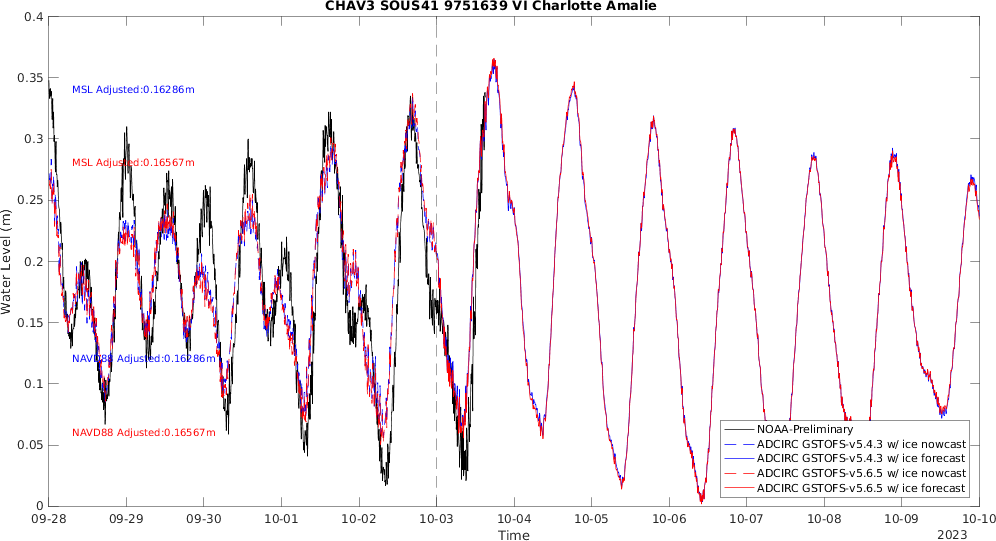 CHAV3 SOUS41 9751639 VI Charlotte Amalie
0.4
0.35
0.3
0.25
0.2
0.15
0.1
0.05
0
Water Level (m)
MSL Adjusted:0.16286m
MSL Adjusted:0.16567m
NAVD88 Adjusted:0.16286m
NAVD88 Adjusted:0.16567m
NOAA-Preliminary
ADCIRC GSTOFS-v5.4.3 w/ ice nowcast
ADCIRC GSTOFS-v5.4.3 w/ ice forecast
ADCIRC GSTOFS-v5.6.5 w/ ice nowcast
ADCIRC GSTOFS-v5.6.5 w/ ice forecast
09-28 09-29 09-30 10-01 10-02 10-03 10-04 10-05 10-06 10-07 10-08 10-09 10-10
Time
2023